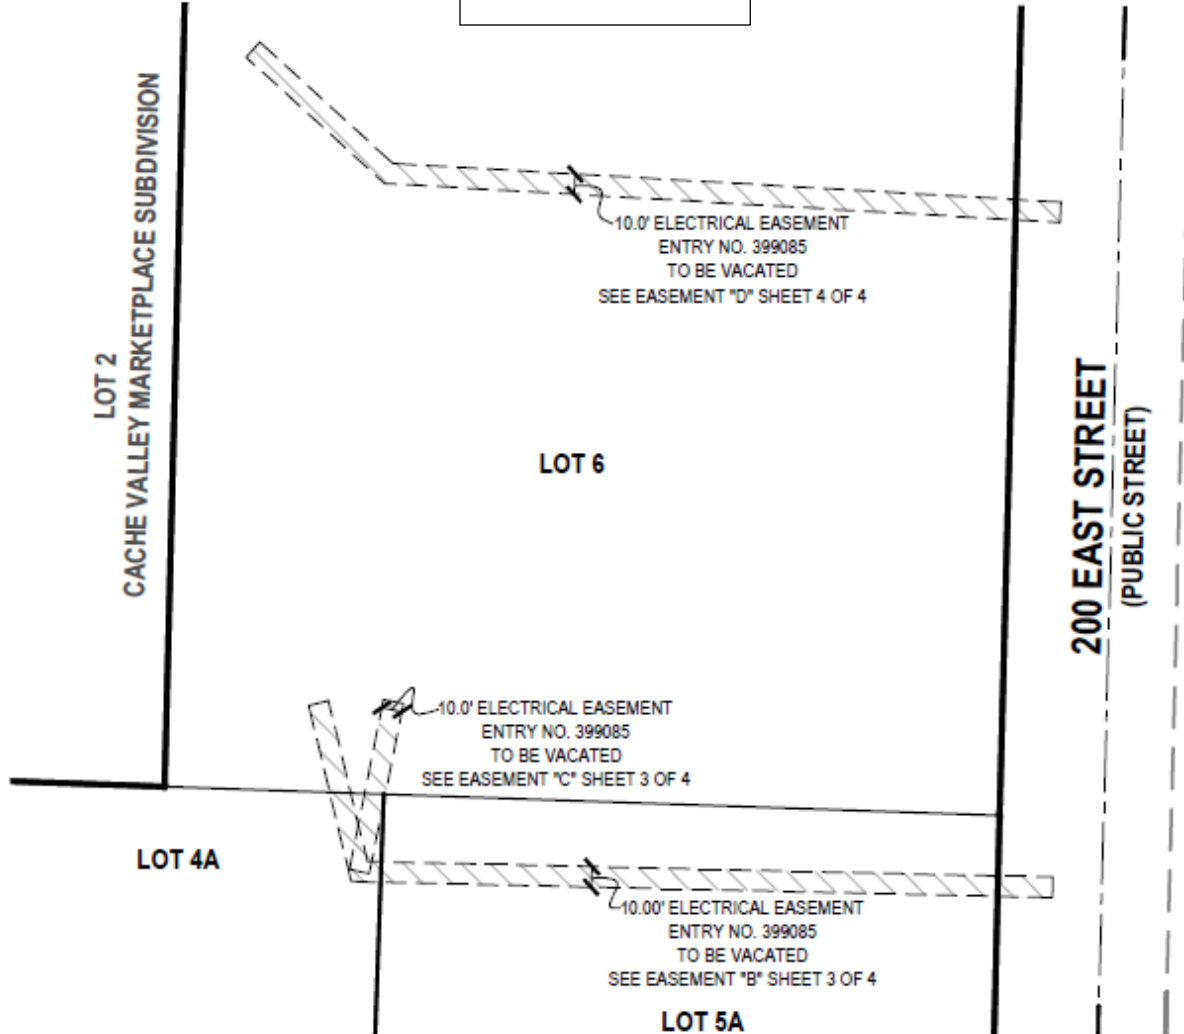 LOT 2
CACHE VALLEY MARKETPLACE SUBDIVISION
10.0' ELECTRICAL EASEMENT
ENTRY NO. 399085
TO BE VACATED
SEE EASEMENT "D" SHEET 4 OF 4
LOT 6
200 EAST STREET
(PUBLIC STREET)
10.0' ELECTRICAL EASEMENT
ENTRY NO. 399085
TO BE VACATED
SEE EASEMENT "C" SHEET 3 OF 4
LOT 4A
10.00' ELECTRICAL EASEMENT
ENTRY NO. 399085
TO BE VACATED
SEE EASEMENT "B" SHEET 3 OF 4
LOT 5A